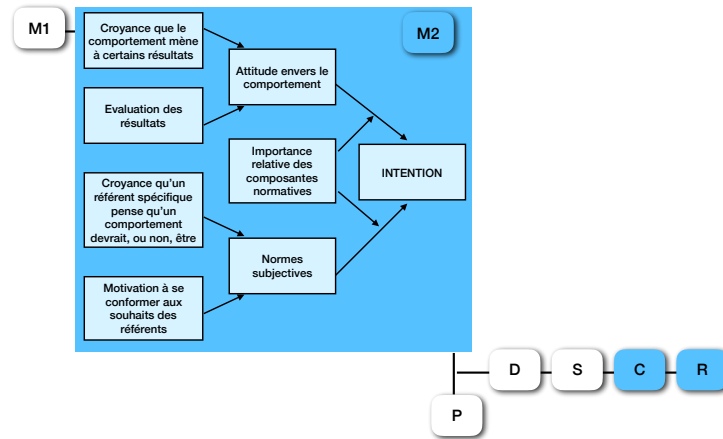 M1
Croyance que le
comportement mène
à certains résultats
M2
Attitude envers le
comportement
Evaluation des
résultats
Importance
relative des
composantes
normatives
INTENTION
Croyance qu'un
référent spécifique
pense qu'un
comportement
devrait, ou non, être
Normes
subjectives
Motivation à se
conformer aux
souhaits des
référents
D
S
C
R
P